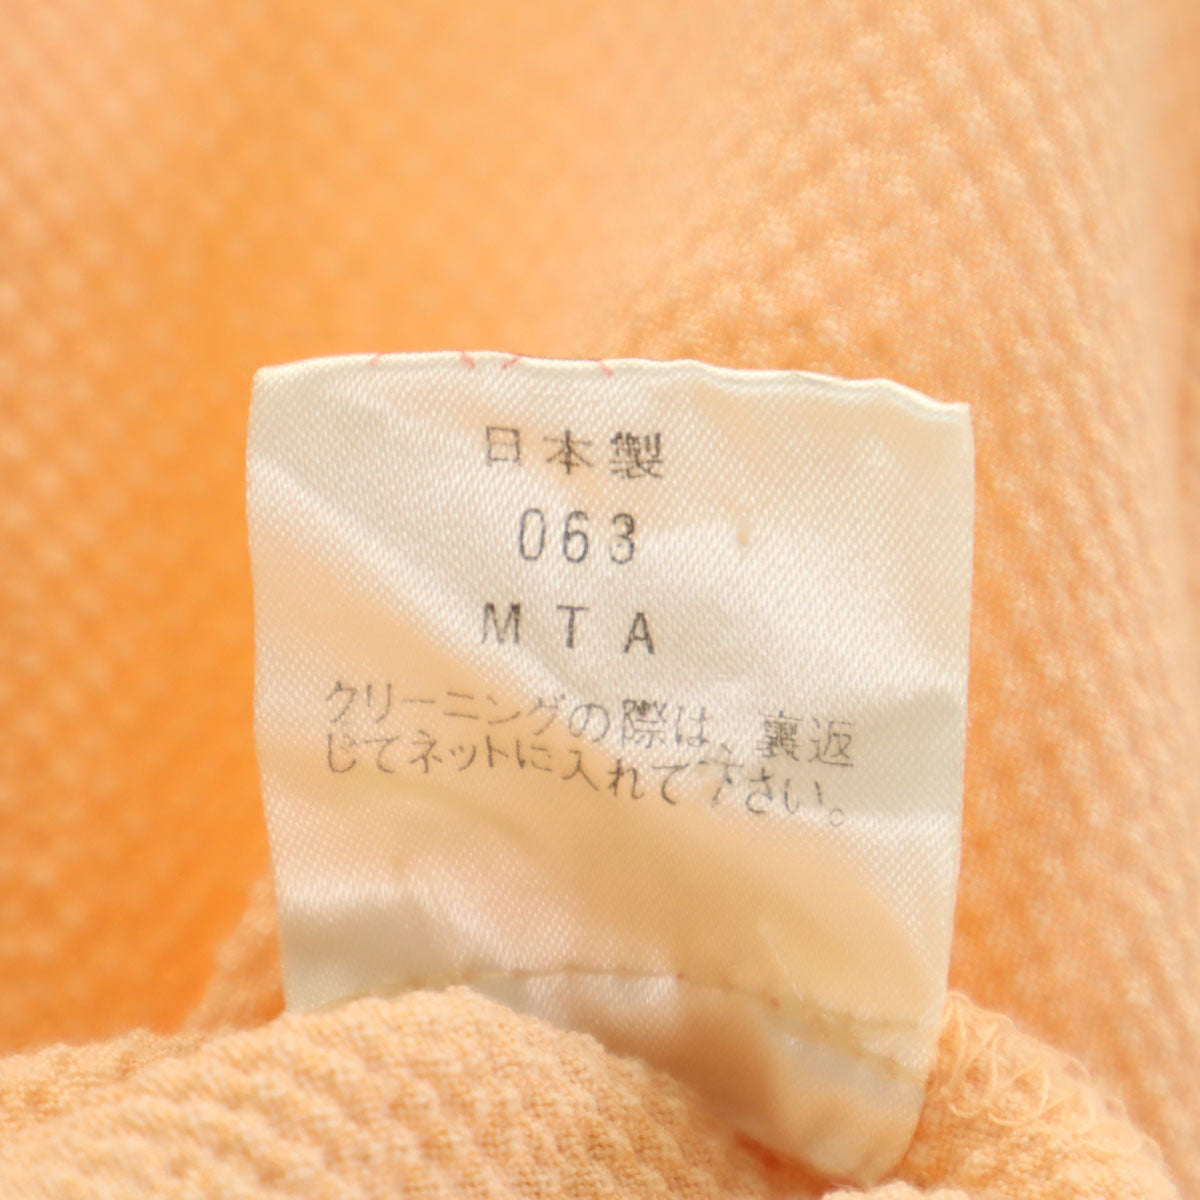 日本製
063
MTA
クリーニングの際は、裏返
じてネットに入れて下さい。